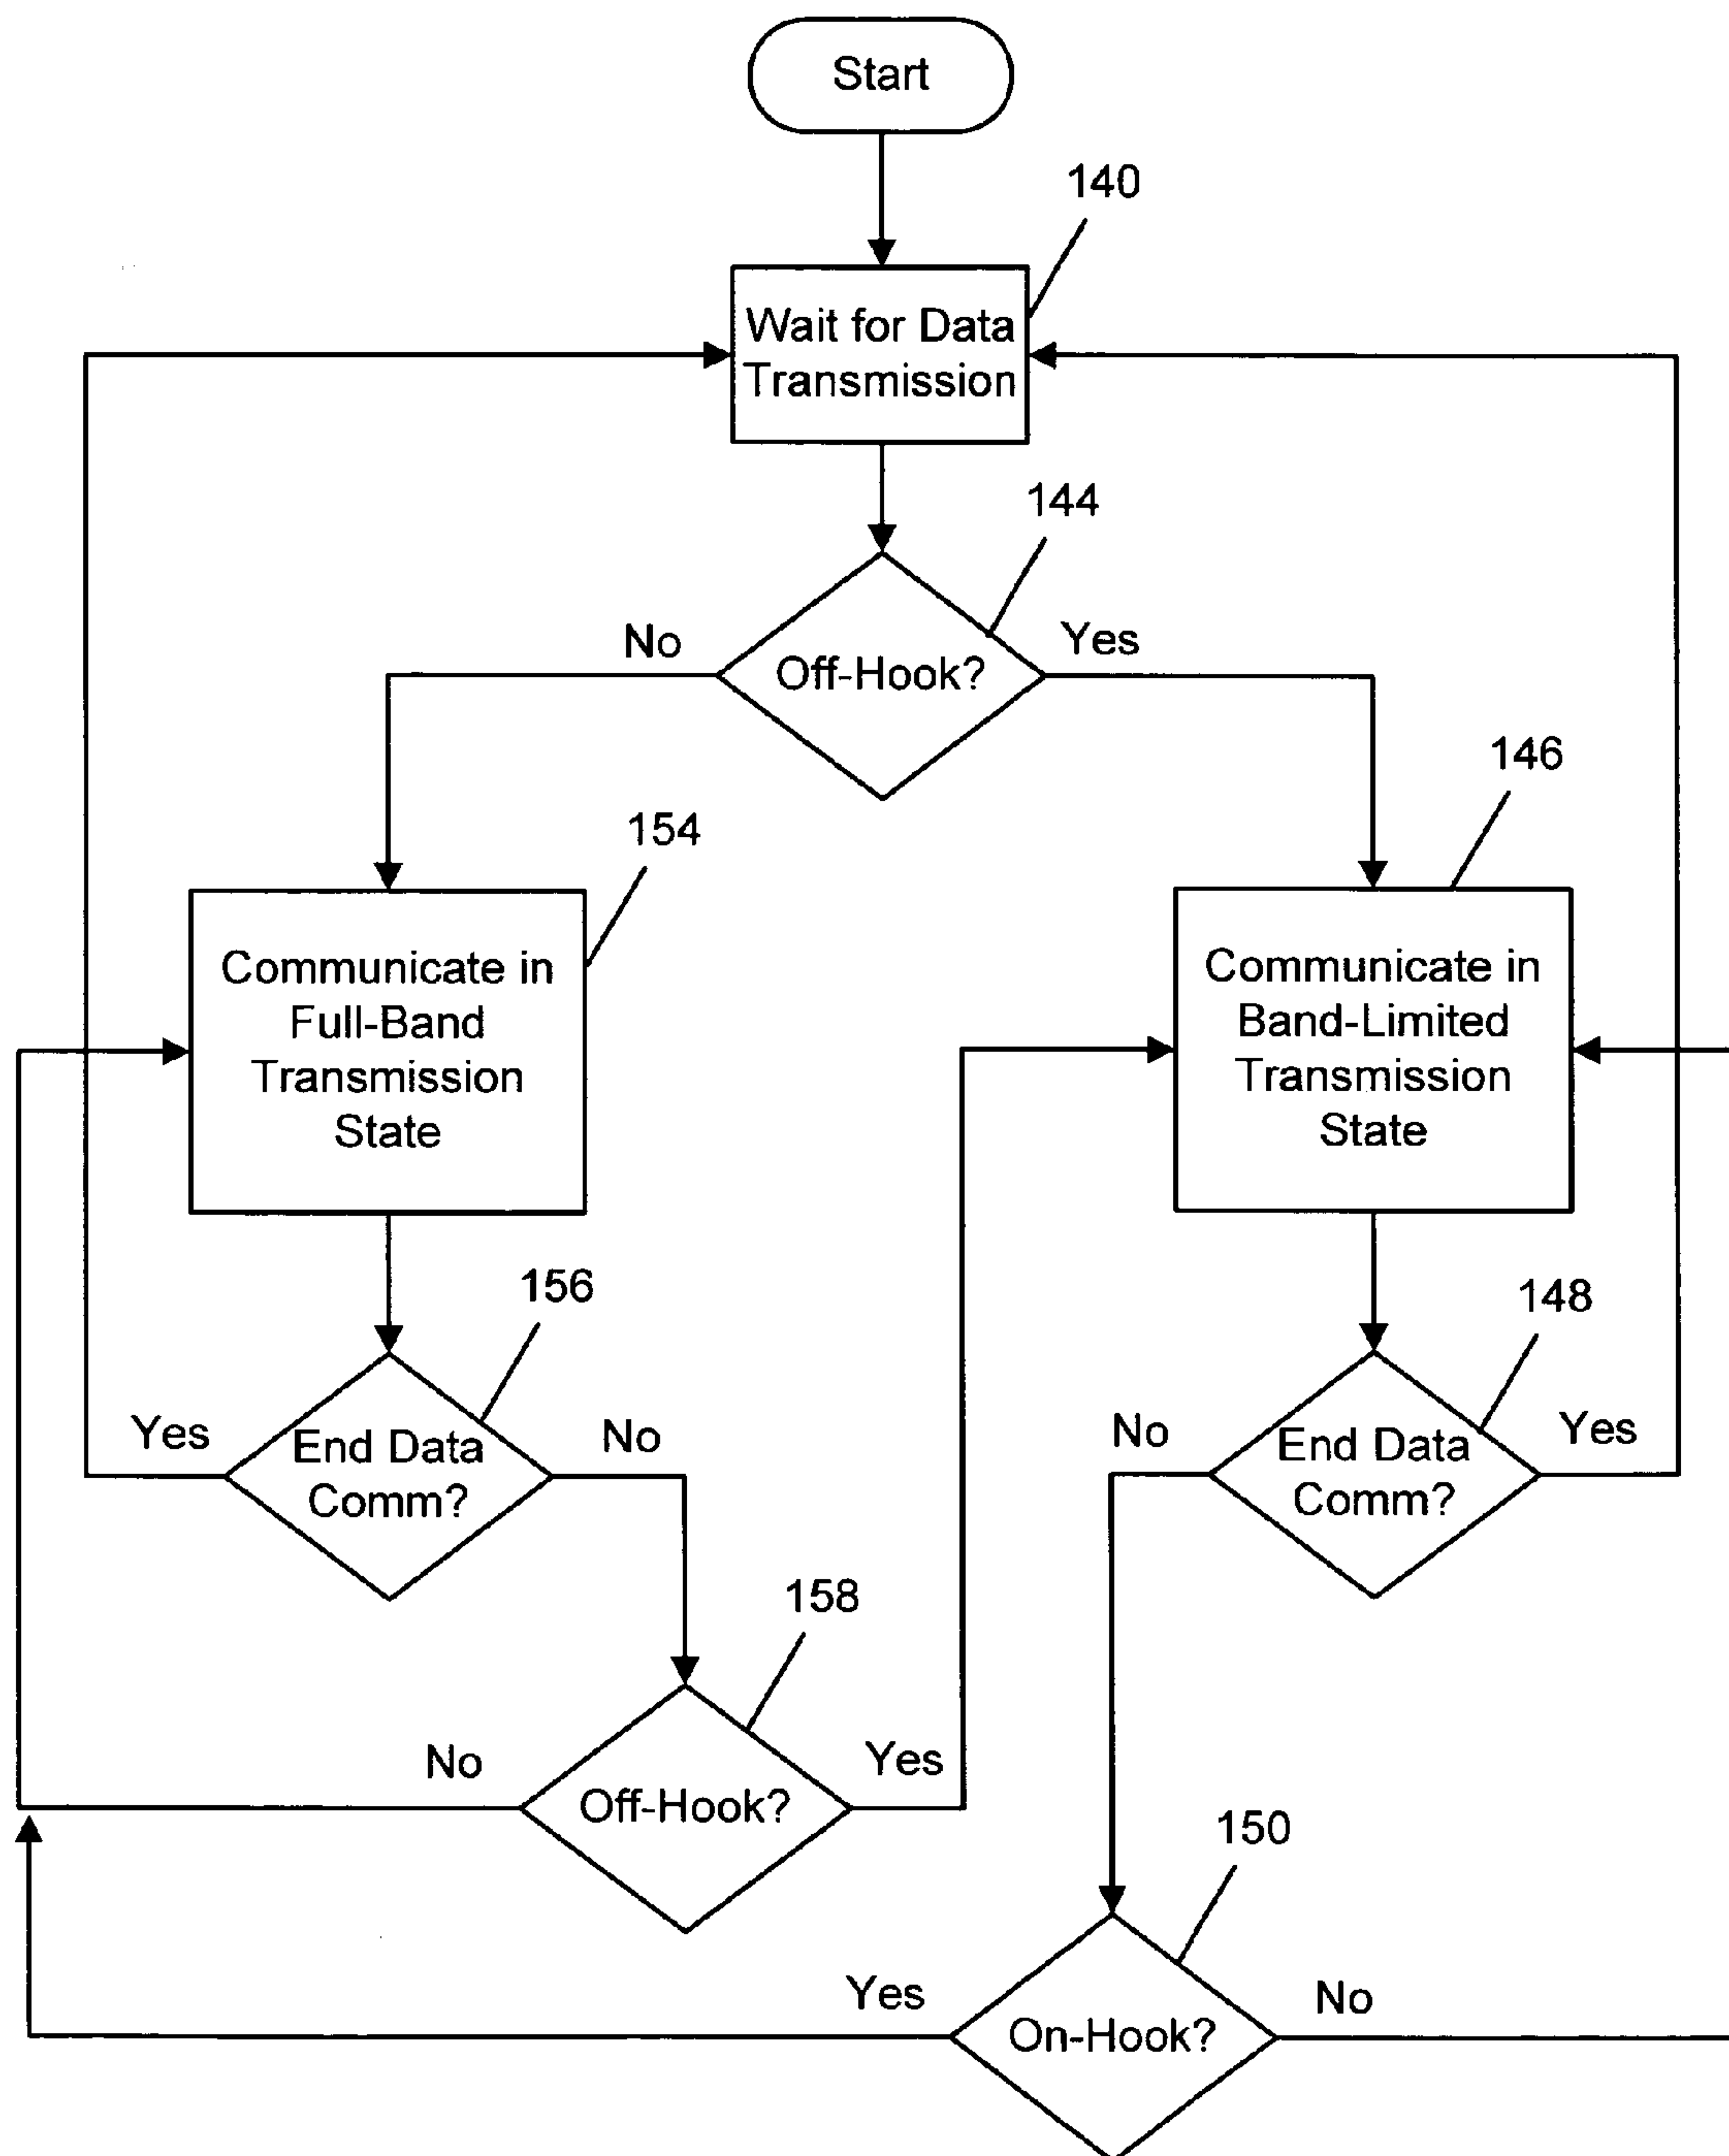 Start
140
Wait for Data
Transmission
144
No
Yes
Off-Hook?
146
154
Communicate in
Full-Band
Transmission
State
Communicate in
Band-Limited
Transmission
State
156
148
Yes
End Data
Comm?
No
No
End Data
Comm?
Yes
158
No
Off-Hook?
Yes
150
Yes
On-Hook?
No